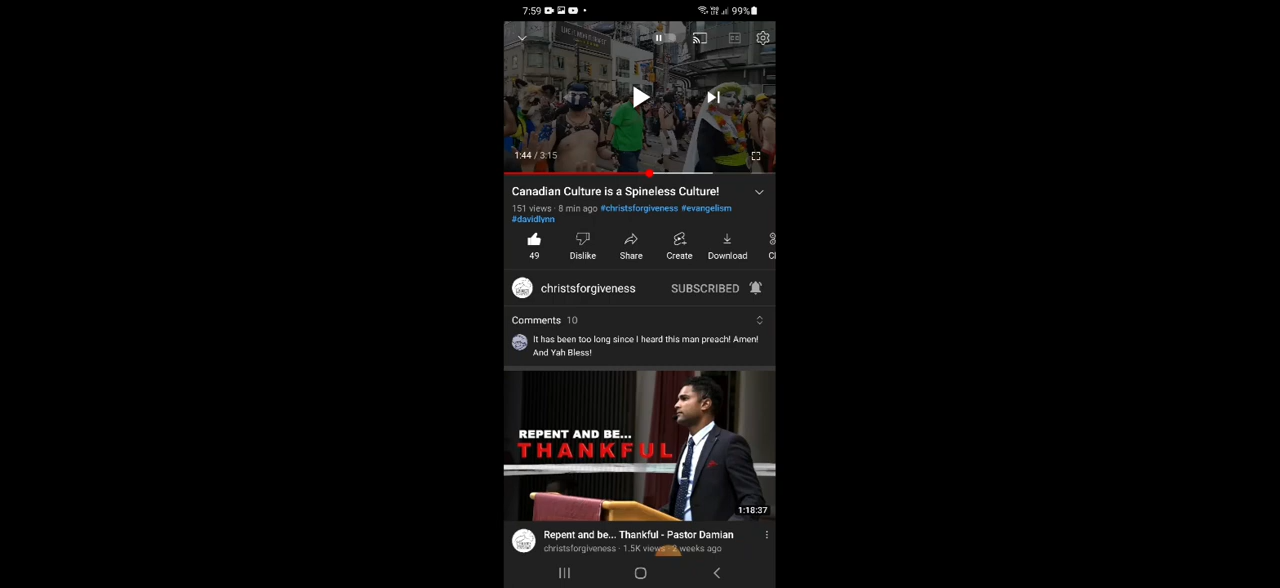 7:59
99%
1:44 / 3:15
Canadian Culture is a Spineless Culture!
151 views · 8 min ago #christsforgiveness #evangelism
#davidlynn
49 Dislike Share Create Download
christsforgiveness SUBSCRIBED
Comments 10
It has been too long since I heard this man preach! Amen!
And Yah Bless!
REPENT AND BE...
THANKFUL
1:18:37
Repent and be... Thankful - Pastor Damian
christsforgiveness · 1.5K views · 2 weeks ago